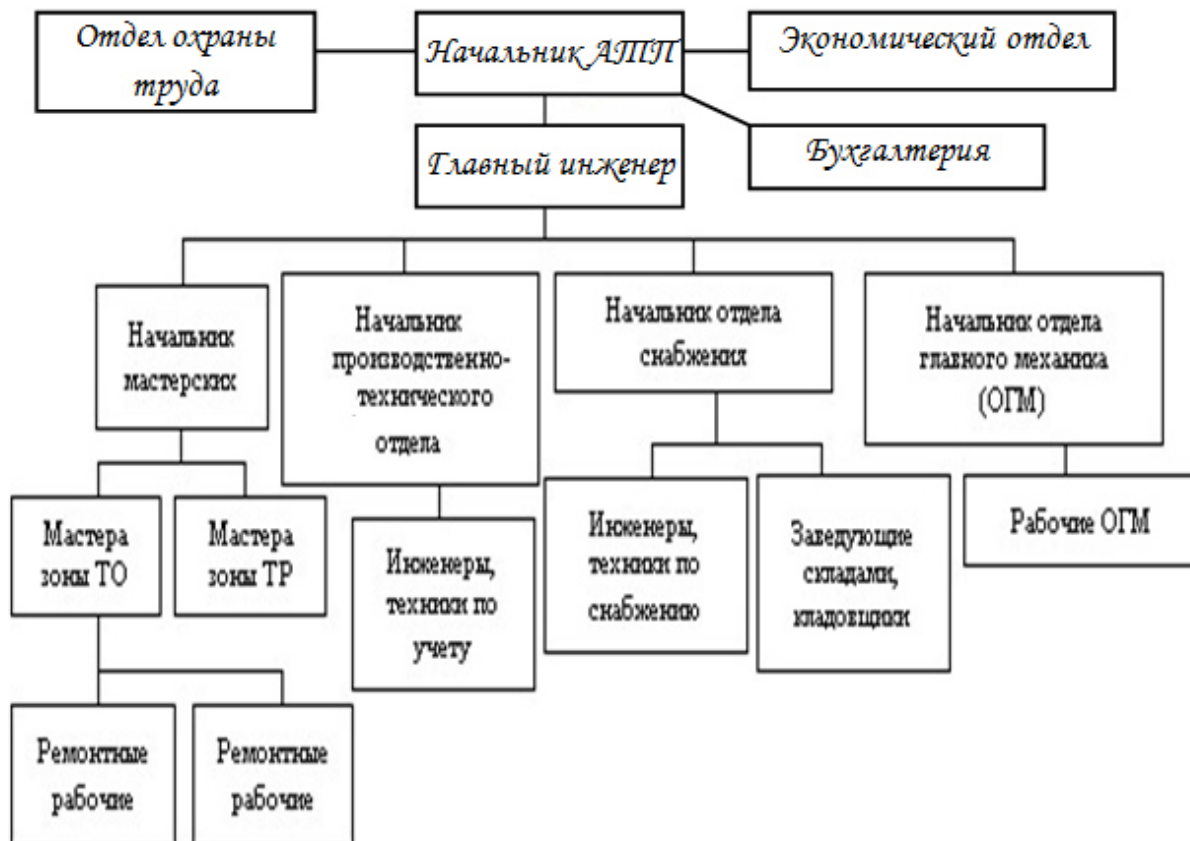 Отдел охраны
труда
Начальник АТП
Экономический отдел
Главный инженер
Бухгалтерия
Начальник
мастерских
Начальник
производственно-
технического
отдела
Начальник отдела
снабжения
Начальник отдела
главного механика
(ОГМ)
Мастера
зоны ТО
Мастера
зоны ТР
Инженеры,
техники по
учету
Инженеры,
техники по
снабжению
Заведующие
складами,
кладовщики
Рабочие ОГМ
Ремонтные
рабочие
Ремонтные
рабочие